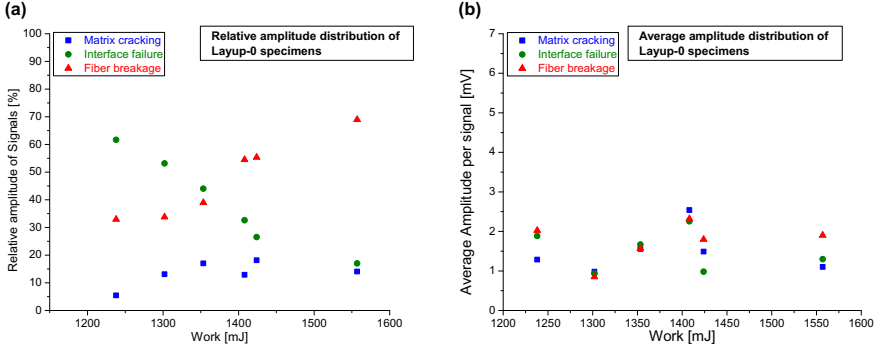 (a)
Relative amplitude distribution of
Layup-0 specimens
Matrix cracking
Interface failure
Fiber breakage
Relative amplitude of Signals [%]
100
90
80
70
60
50
40
30
20
10
0
1200
1300
1400
1500
1600
Work [mJ]
(b)
Average amplitude distribution of
Layup-0 specimens
Matrix cracking
Interface failure
Fiber breakage
Average Amplitude per signal [mV]
7
6
5
4
3
2
1
0
1200
1250
1300
1350
1400
1450
1500
1550
1600
Work [mJ]